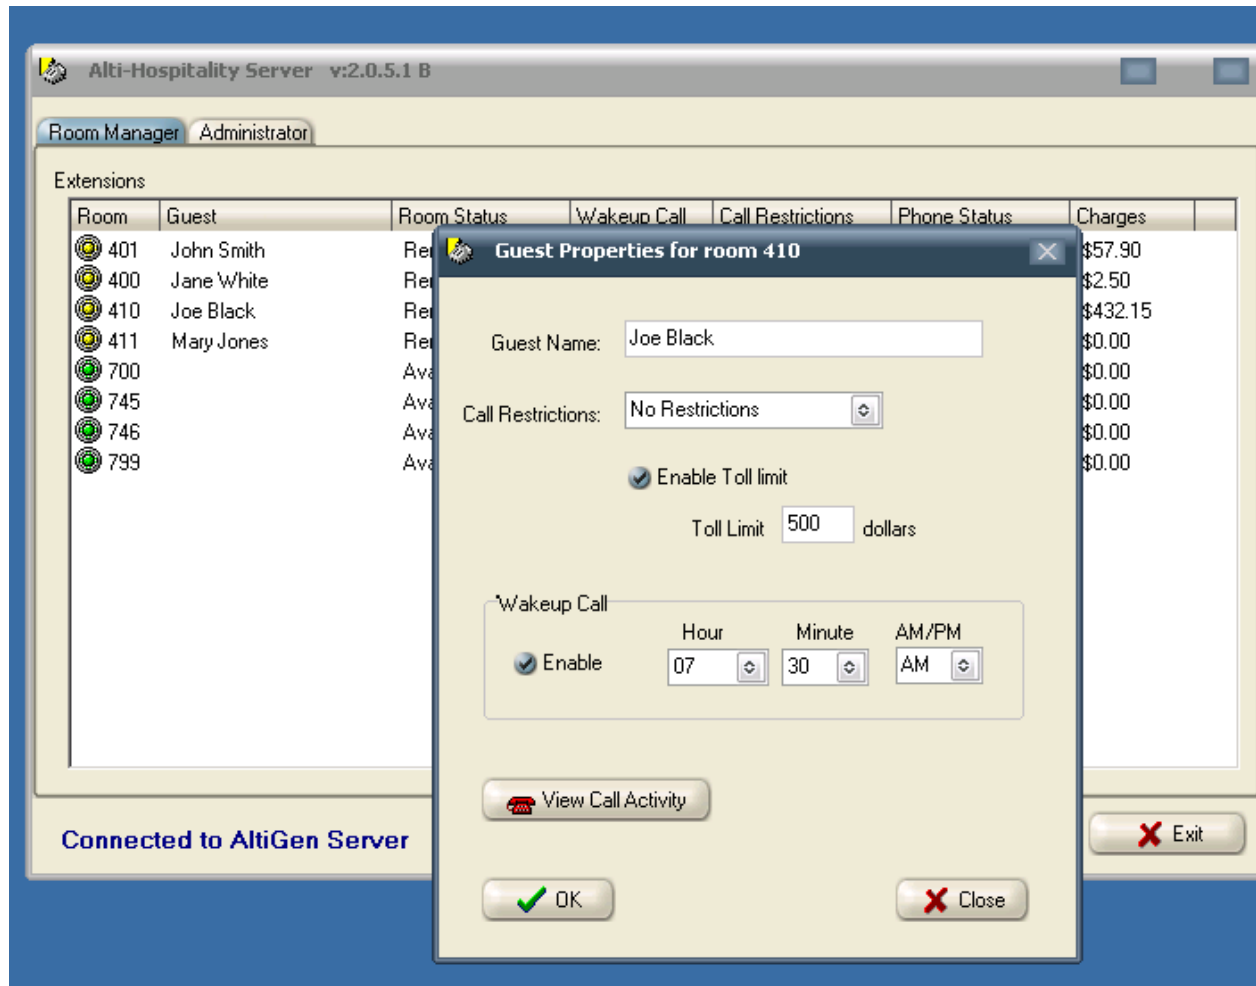 Alti-Hospitality Server v:2.0.5.1 B
Room Manager Administrator
Extensions
Room Guest Room Status Wakeup Call Call Restrictions Phone Status Charges
401 John Smith $57.90
400 Jane White $2.50
410 Joe Black $432.15
411 Mary Jones $0.00
700 $0.00
745 $0.00
746 $0.00
799 $0.00
Guest Properties for room 410
Guest Name: Joe Black
Call Restrictions: No Restrictions
Enable Toll limit
Toll Limit 500 dollars
Wakeup Call
Hour Minute AM/PM
Enable 07 30 AM
View Call Activity
OK Close
Connected to AltiGen Server
Exit